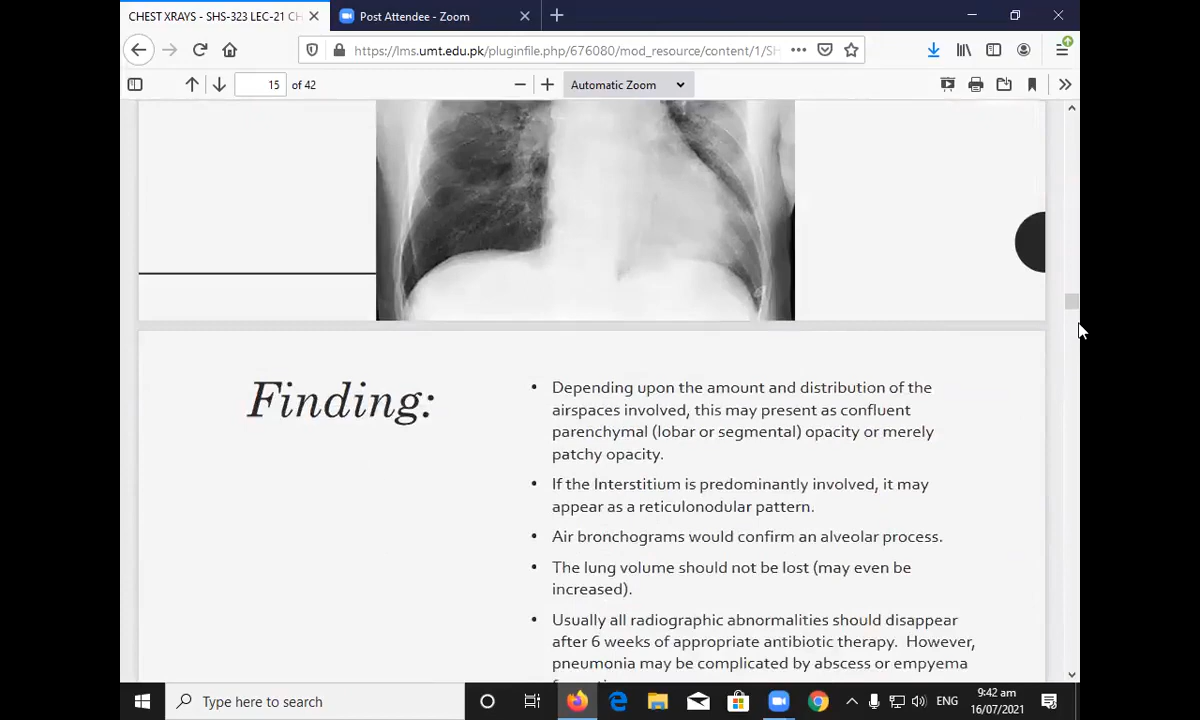 CHEST XRAYS - SHS-323 LEC-21 CH
Post Attendee - Zoom
https://lms.umt.edu.pk/pluginfile.php/676080/mod_resource/content/1/SH
15 of 42
Automatic Zoom
Finding:
• Depending upon the amount and distribution of the
airspaces involved, this may present as confluent
parenchymal (lobar or segmental) opacity or merely
patchy opacity.
• If the Interstitium is predominantly involved, it may
appear as a reticulonodular pattern.
• Air bronchograms would confirm an alveolar process.
• The lung volume should not be lost (may even be
increased).
• Usually all radiographic abnormalities should disappear
after 6 weeks of appropriate antibiotic therapy. However,
pneumonia may be complicated by abscess or empyema
Type here to search
ENG
9:42 am
16/07/2021